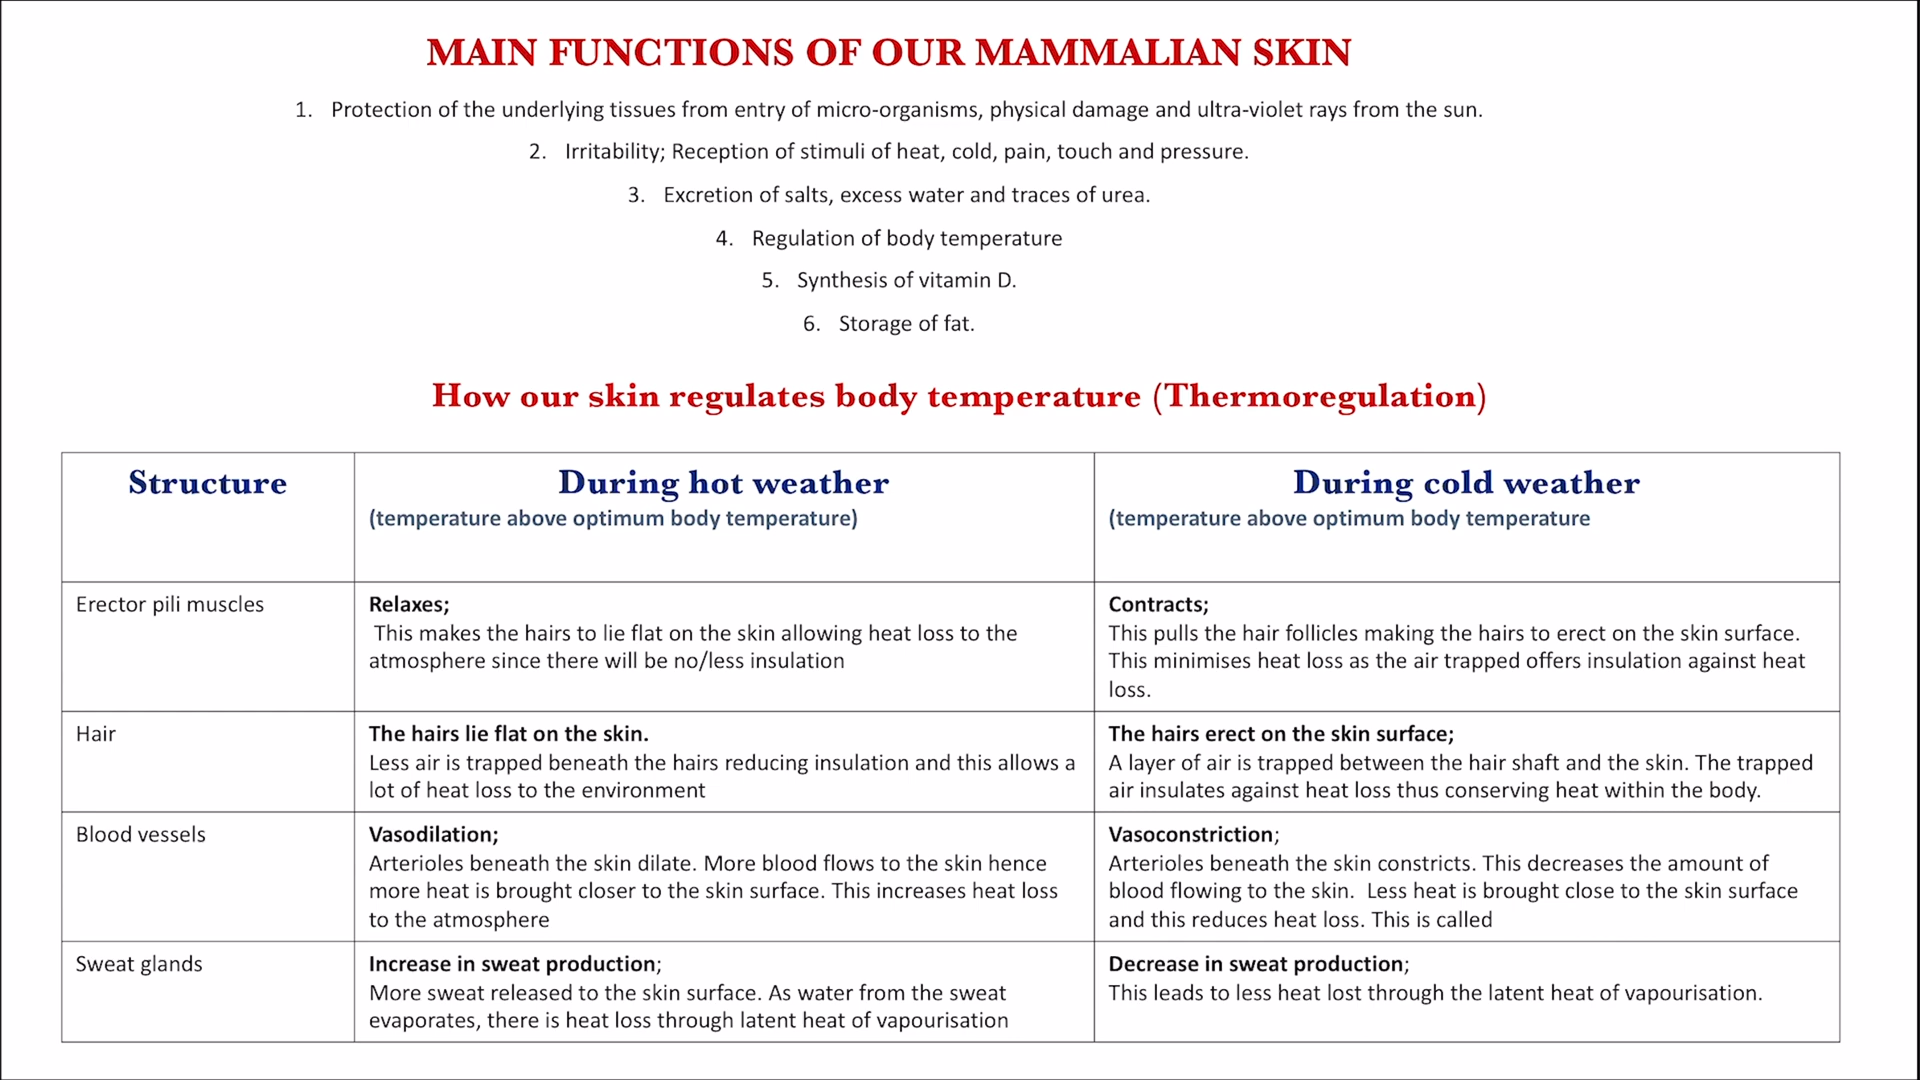 MAIN FUNCTIONS OF OUR MAMMALIAN SKIN
1. Protection of the underlying tissues from entry of micro-organisms, physical damage and ultra-violet rays from the sun.
2. Irritability; Reception of stimuli of heat, cold, pain, touch and pressure.
3. Excretion of salts, excess water and traces of urea.
4. Regulation of body temperature
5. Synthesis of vitamin D.
6. Storage of fat.
How our skin regulates body temperature (Thermoregulation)
Structure
During hot weather
(temperature above optimum body temperature)
During cold weather
(temperature above optimum body temperature
Erector pili muscles
Relaxes;
This makes the hairs to lie flat on the skin allowing heat loss to the
atmosphere since there will be no/less insulation
Contracts;
This pulls the hair follicles making the hairs to erect on the skin surface.
This minimises heat loss as the air trapped offers insulation against heat
loss.
Hair
The hairs lie flat on the skin.
Less air is trapped beneath the hairs reducing insulation and this allows a
lot of heat loss to the environment
The hairs erect on the skin surface;
A layer of air is trapped between the hair shaft and the skin. The trapped
air insulates against heat loss thus conserving heat within the body.
Blood vessels
Vasodilation;
Arterioles beneath the skin dilate. More blood flows to the skin hence
more heat is brought closer to the skin surface. This increases heat loss
to the atmosphere
Vasoconstriction;
Arterioles beneath the skin constricts. This decreases the amount of
blood flowing to the skin. Less heat is brought close to the skin surface
and this reduces heat loss. This is called
Sweat glands
Increase in sweat production;
More sweat released to the skin surface. As water from the sweat
evaporates, there is heat loss through latent heat of vapourisation
Decrease in sweat production;
This leads to less heat lost through the latent heat of vapourisation.